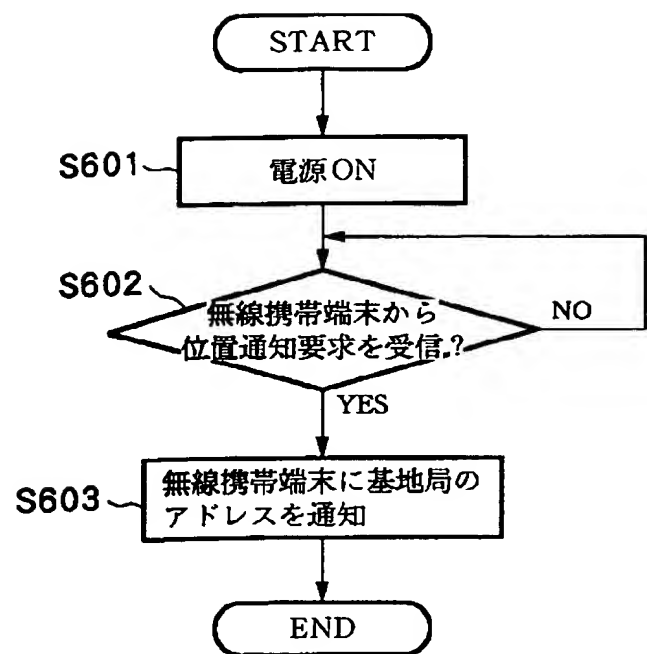 START
S601
電源ON
S602
無線携帯端末から
位置通知要求を受信?
NO
YES
S603
無線携帯端末に基地局の
アドレスを通知
END